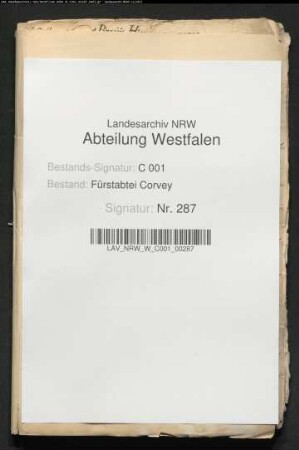 Landesarchiv NRW
Abteilung Westfalen
Bestands-Signatur: C 001
Bestand: Fürstabtei Corvey
Signatur: Nr. 287
LAV_NRW_W_C001_00287